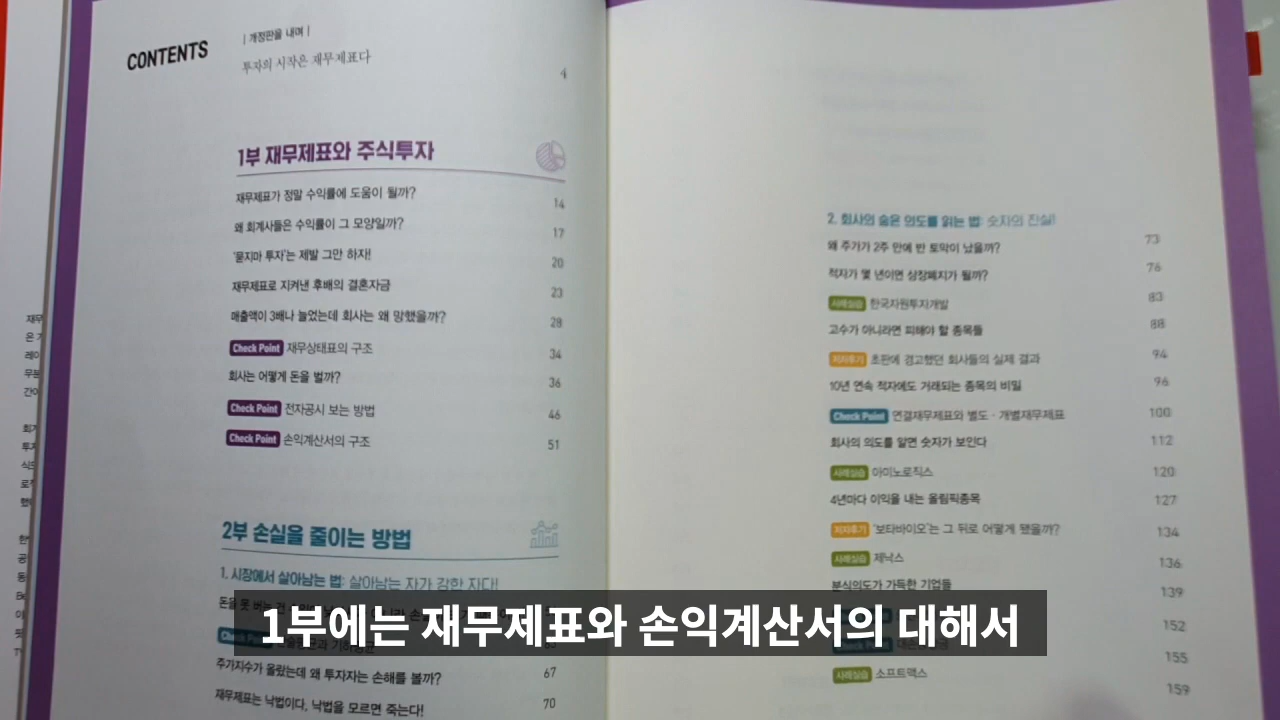 CONTENTS
| 개정판을 내며 |
투자의 시작은 재무제표다 4
1부 재무제표와 주식투자
재무제표가 정말 수익률에 도움이 될까? 14
왜 회계사들은 수익률이 그 모양일까? 17
'묻지마 투자'는 제발 그만 하자! 20
재무제표로 지켜낸 후배의 결혼자금 23
매출액이 3배나 늘었는데 회사는 왜 망했을까? 28
Check Point 재무상태표의 구조 34
회사는 어떻게 돈을 벌까? 36
Check Point 전자공시 보는 방법 46
Check Point 손익계산서의 구조 51
2부 손실을 줄이는 방법
1. 시장에서 살아남는 법: 살아남는 자가 강한 자다!
돈을 못 버는 건
Check Point
주가지수가 올랐는데 왜 투자자는 손해를 볼까? 67
재무제표는 낙법이다, 낙법을 모르면 죽는다! 70
2. 회사의 숨은 의도를 읽는 법: 숫자의 진실!
왜 주가가 2주 만에 반 토막이 났을까? 73
적자가 몇 년이면 상장폐지가 될까? 76
사례실습 한국자원투자개발 83
고수가 아니라면 피해야 할 종목들 88
저자후기 초판에 경고했던 회사들의 실제 결과 94
10년 연속 적자에도 거래되는 종목의 비밀 96
Check Point 연결재무제표와 별도·개별재무제표 100
회사의 의도를 알면 숫자가 보인다 112
사례실습 아이노로직스 120
4년마다 이익을 내는 올림픽종목 127
저자후기 '보타바이오'는 그 뒤로 어떻게 됐을까? 134
사례실습 제낙스 136
분식의도가 가득한 기업들 139
152
Check Point 155
사례실습 소프트맥스 159
1부에는 재무제표와 손익계산서의 대해서